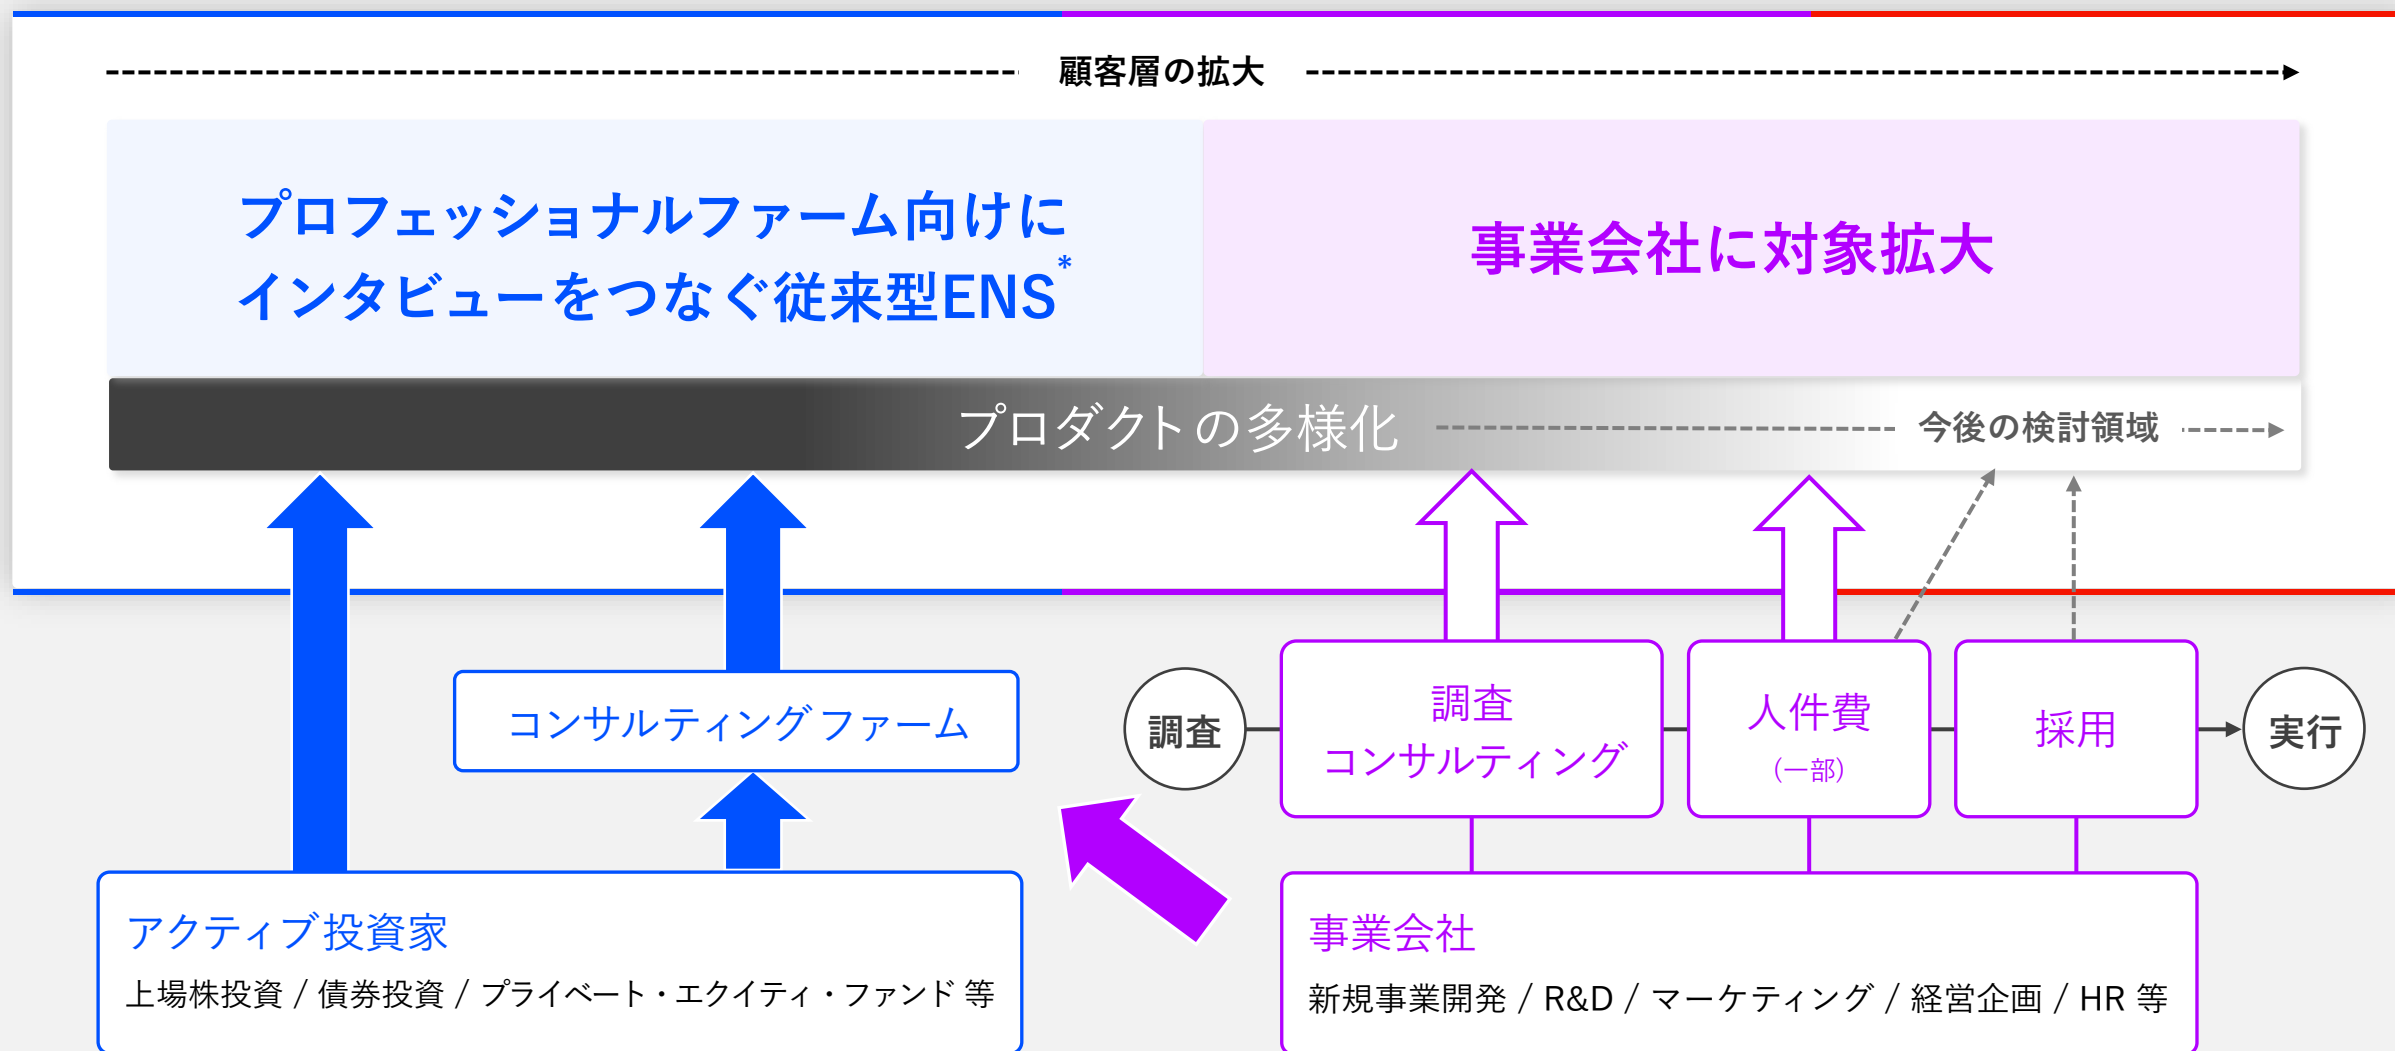 顧客層の拡大
プロフェッショナルファーム向けに
インタビューをつなぐ従来型ENS*
事業会社に対象拡大
プロダクトの多様化
今後の検討領域
コンサルティングファーム
調査
調査
コンサルティング
人件費
（一部）
採用
実行
アクティブ投資家
上場株投資 / 債券投資 / プライベート・エクイティ・ファンド 等
事業会社
新規事業開発 / R&D / マーケティング / 経営企画 / HR 等